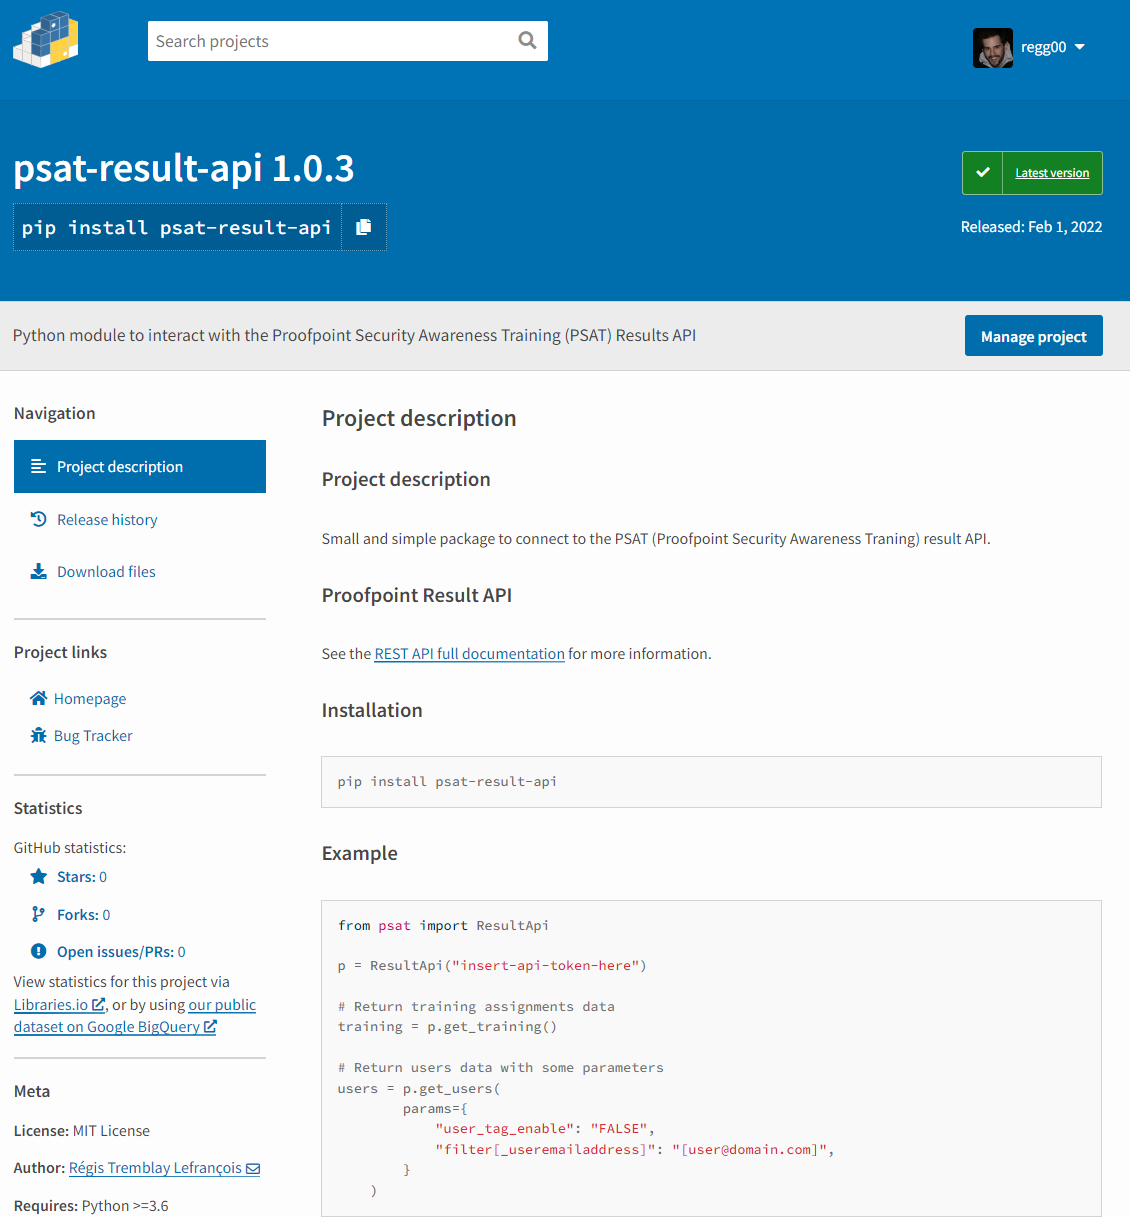 Search projects
regg00
psat-result-api 1.0.3
Latest version
pip install psat-result-api
Released: Feb 1, 2022
Python module to interact with the Proofpoint Security Awareness Training (PSAT) Results API
Manage project
Navigation
Project description
Release history
Download files
Project links
Homepage
Bug Tracker
Statistics
GitHub statistics:
Stars: 0
Forks: 0
Open issues/PRs: 0
View statistics for this project via
Libraries.io, or by using our public
dataset on Google BigQuery
Meta
License: MIT License
Author: Régis Tremblay Lefrançois
Requires: Python >=3.6
Project description
Project description
Small and simple package to connect to the PSAT (Proofpoint Security Awareness Traning) result API.
Proofpoint Result API
See the REST API full documentation for more information.
Installation
pip install psat-result-api
Example
from psat import ResultApi
p = ResultApi("insert-api-token-here")
# Return training assignments data
training = p.get_training()
# Return users data with some parameters
users = p.get_users(
params={
"user_tag_enable": "FALSE",
"filter[_useremailaddress]": "[user@domain.com]",
}
)